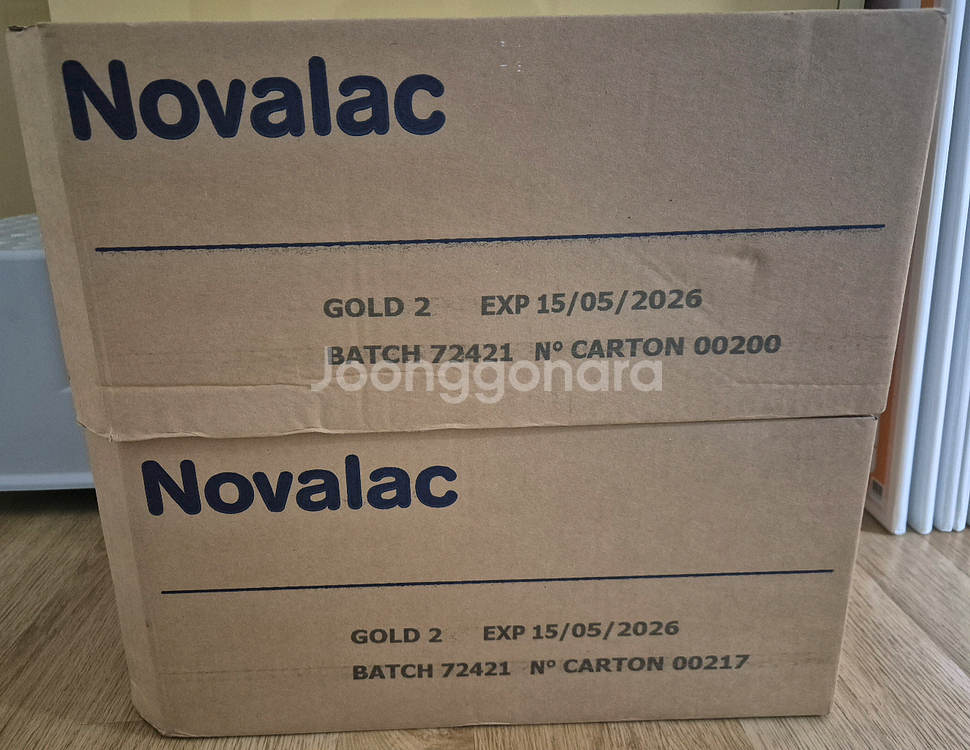 Novalac
GOLD 2 EXP 15/05/2026
BATCH 72421 N° CARTON 00200
Joonggonara
Novalac
GOLD 2 EXP 15/05/2026
BATCH 72421 N° CARTON 00217